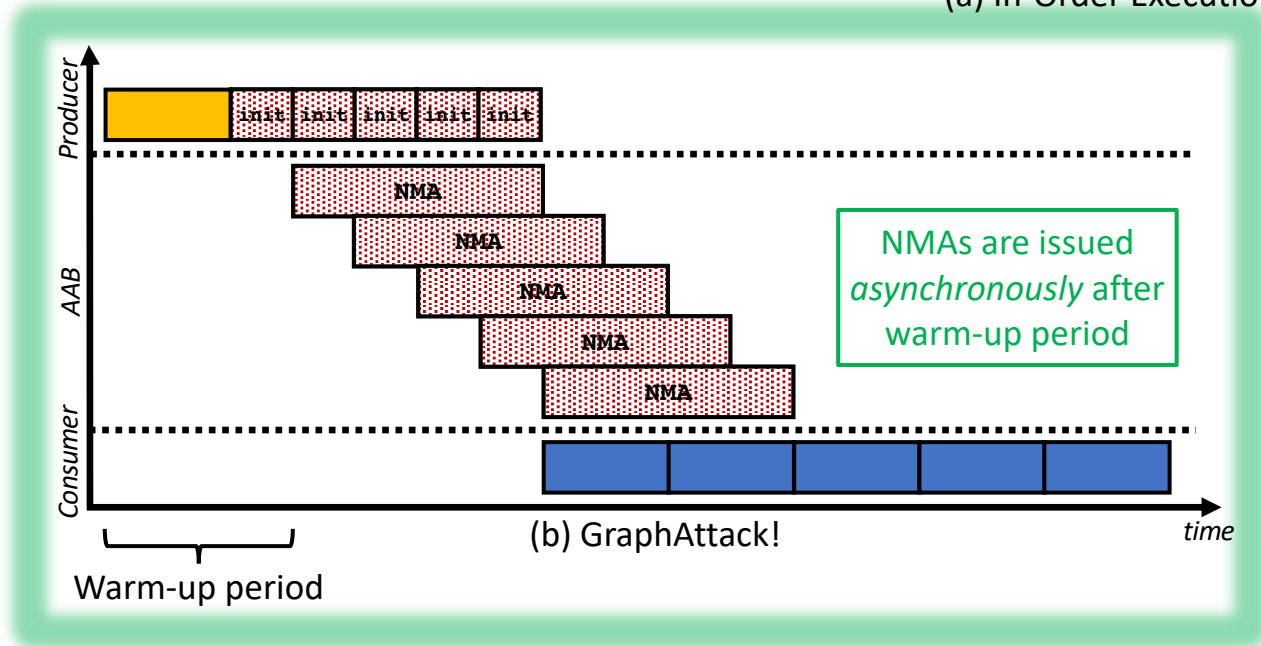 (a) In-Order Executio
Producer
init init init init init
NMA
NMA
AAB
NMA
NMA
NMA
NMAs are issued
asynchronously after
warm-up period
Consumer
time
(b) GraphAttack!
Warm-up period